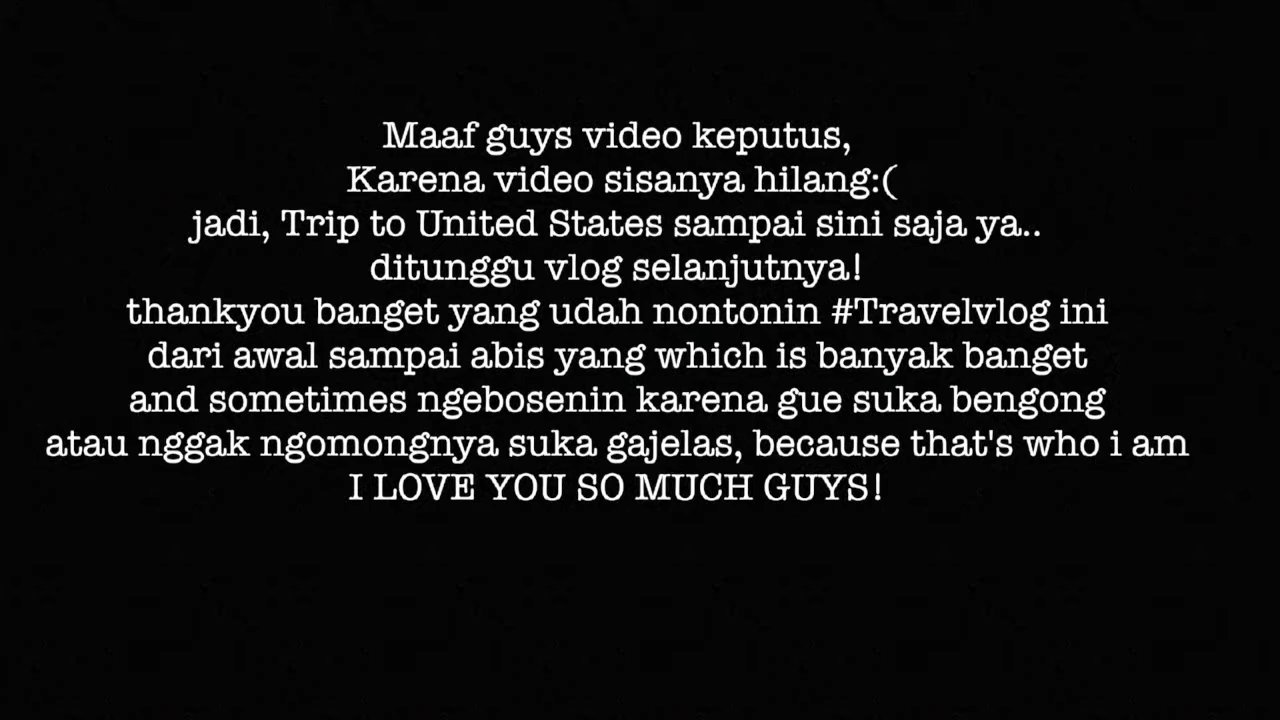 Maaf guys video keputus,
Karena video sisanya hilang:(
jadi, Trip to United States sampai sini saja ya..
ditunggu vlog selanjutnya!
thankyou banget yang udah nontonin #Travelvlog ini
dari awal sampai abis yang which is banyak banget
and sometimes ngebosenin karena gue suka bengong
atau nggak ngomongnya suka gajelas, because that's who i am
I LOVE YOU SO MUCH GUYS!